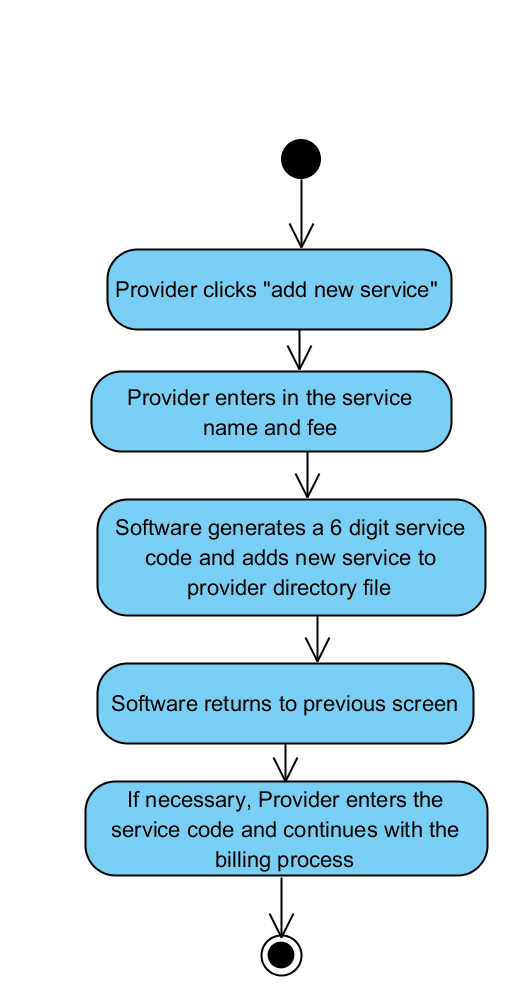 Provider clicks "add new service"
Provider enters in the service
name and fee
Software generates a 6 digit service
code and adds new service to
provider directory file
Software returns to previous screen
If necessary, Provider enters the
service code and continues with the
billing process